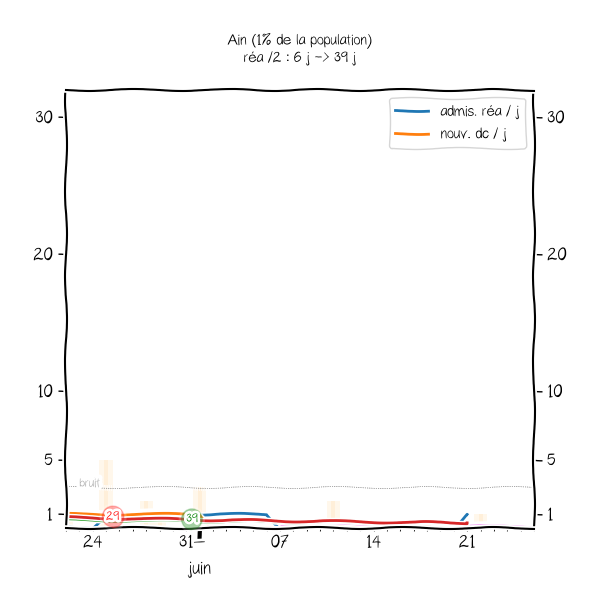 Ain (1% de la population)
réa /2 : 6 j -> 39 j
admis. réa / j
nouv. dc / j
30
30
20
20
10
10
5
5
bruit
1
1
29
39
24
31
07
14
21
juin